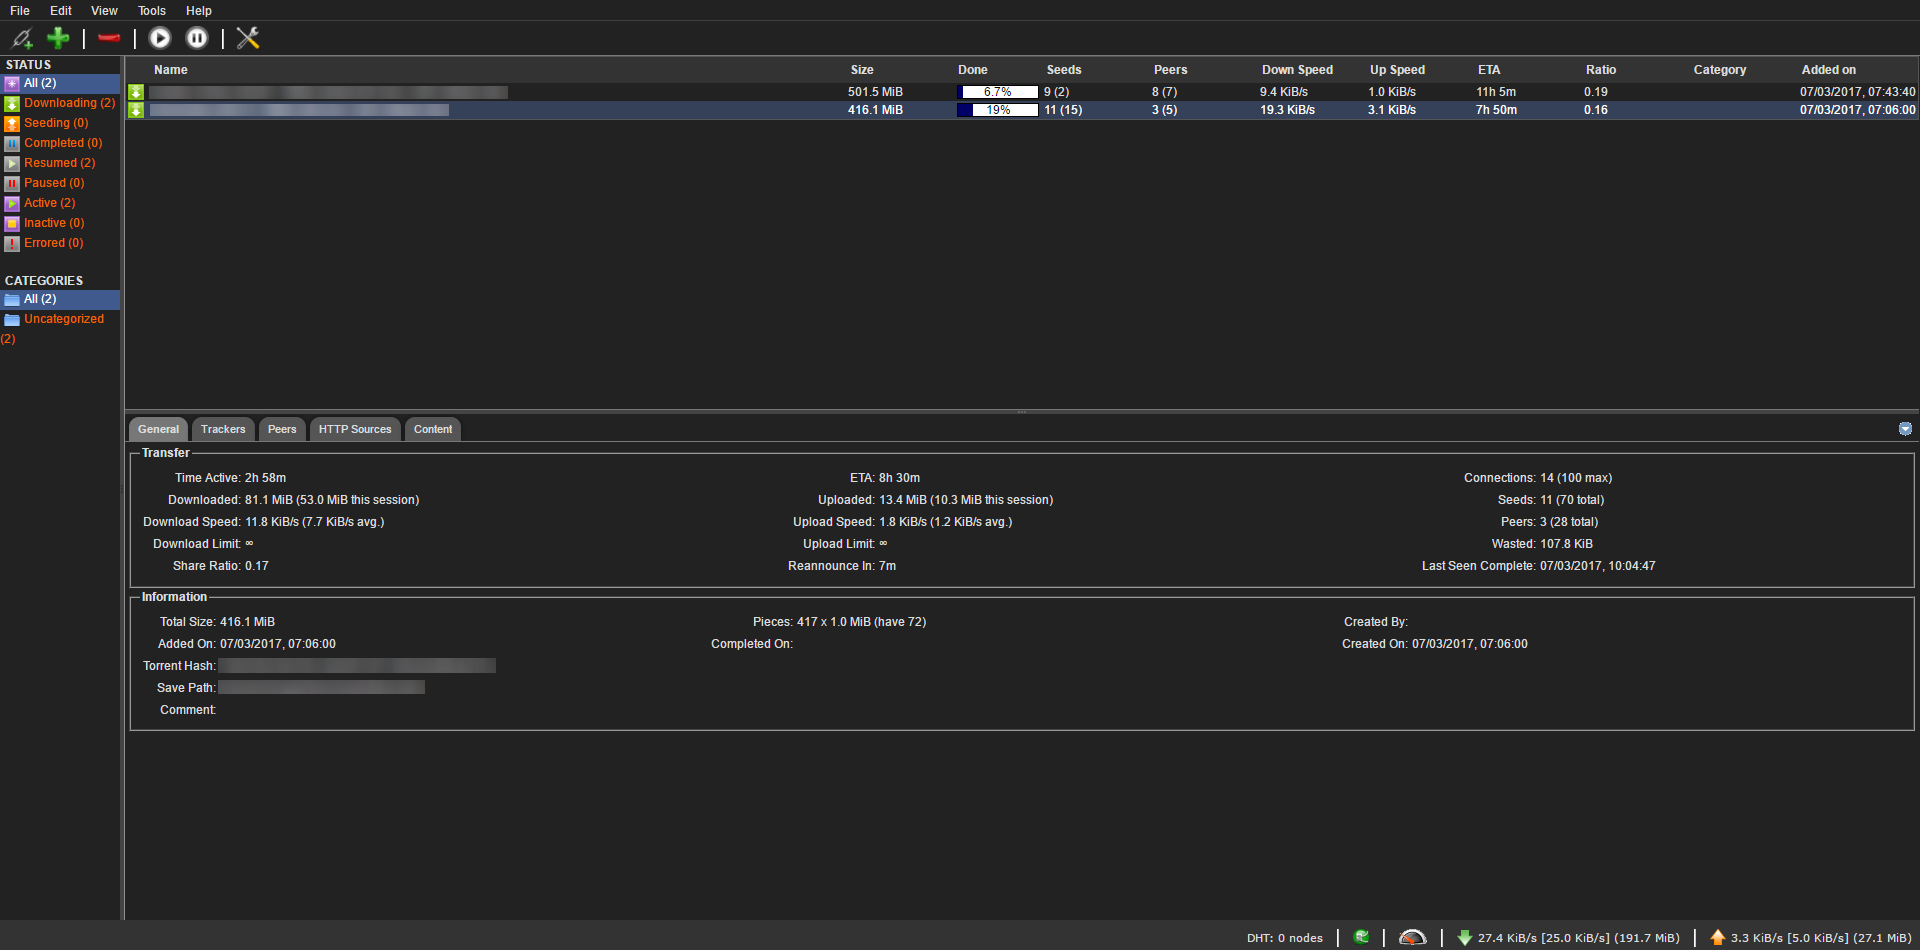 File Edit View Tools Help
STATUS
All (2)
Downloading (2)
Seeding (0)
Completed (0)
Resumed (2)
Paused (0)
Active (2)
Inactive (0)
Errored (0)
CATEGORIES
All (2)
Uncategorized
(2)
Name Size Done Seeds Peers Down Speed Up Speed ETA Ratio Category Added on
501.5 MiB 6.7% 9 (2) 8 (7) 9.4 KiB/s 1.0 KiB/s 11h 5m 0.19 07/03/2017, 07:43:40
416.1 MiB 19% 11 (15) 3 (5) 19.3 KiB/s 3.1 KiB/s 7h 50m 0.16 07/03/2017, 07:06:00
General Trackers Peers HTTP Sources Content
Transfer
Time Active: 2h 58m ETA: 8h 30m Connections: 14 (100 max)
Downloaded: 81.1 MiB (53.0 MiB this session) Uploaded: 13.4 MiB (10.3 MiB this session) Seeds: 11 (70 total)
Download Speed: 11.8 KiB/s (7.7 KiB/s avg.) Upload Speed: 1.8 KiB/s (1.2 KiB/s avg.) Peers: 3 (28 total)
Download Limit: ∞ Upload Limit: ∞ Wasted: 107.8 KiB
Share Ratio: 0.17 Reannounce In: 7m Last Seen Complete: 07/03/2017, 10:04:47
Information
Total Size: 416.1 MiB Pieces: 417 x 1.0 MiB (have 72) Created By:
Added On: 07/03/2017, 07:06:00 Completed On: Created On: 07/03/2017, 07:06:00
Torrent Hash:
Save Path:
Comment:
DHT: 0 nodes 27.4 KiB/s [25.0 KiB/s] (191.7 MiB) 3.3 KiB/s [5.0 KiB/s] (27.1 MiB)